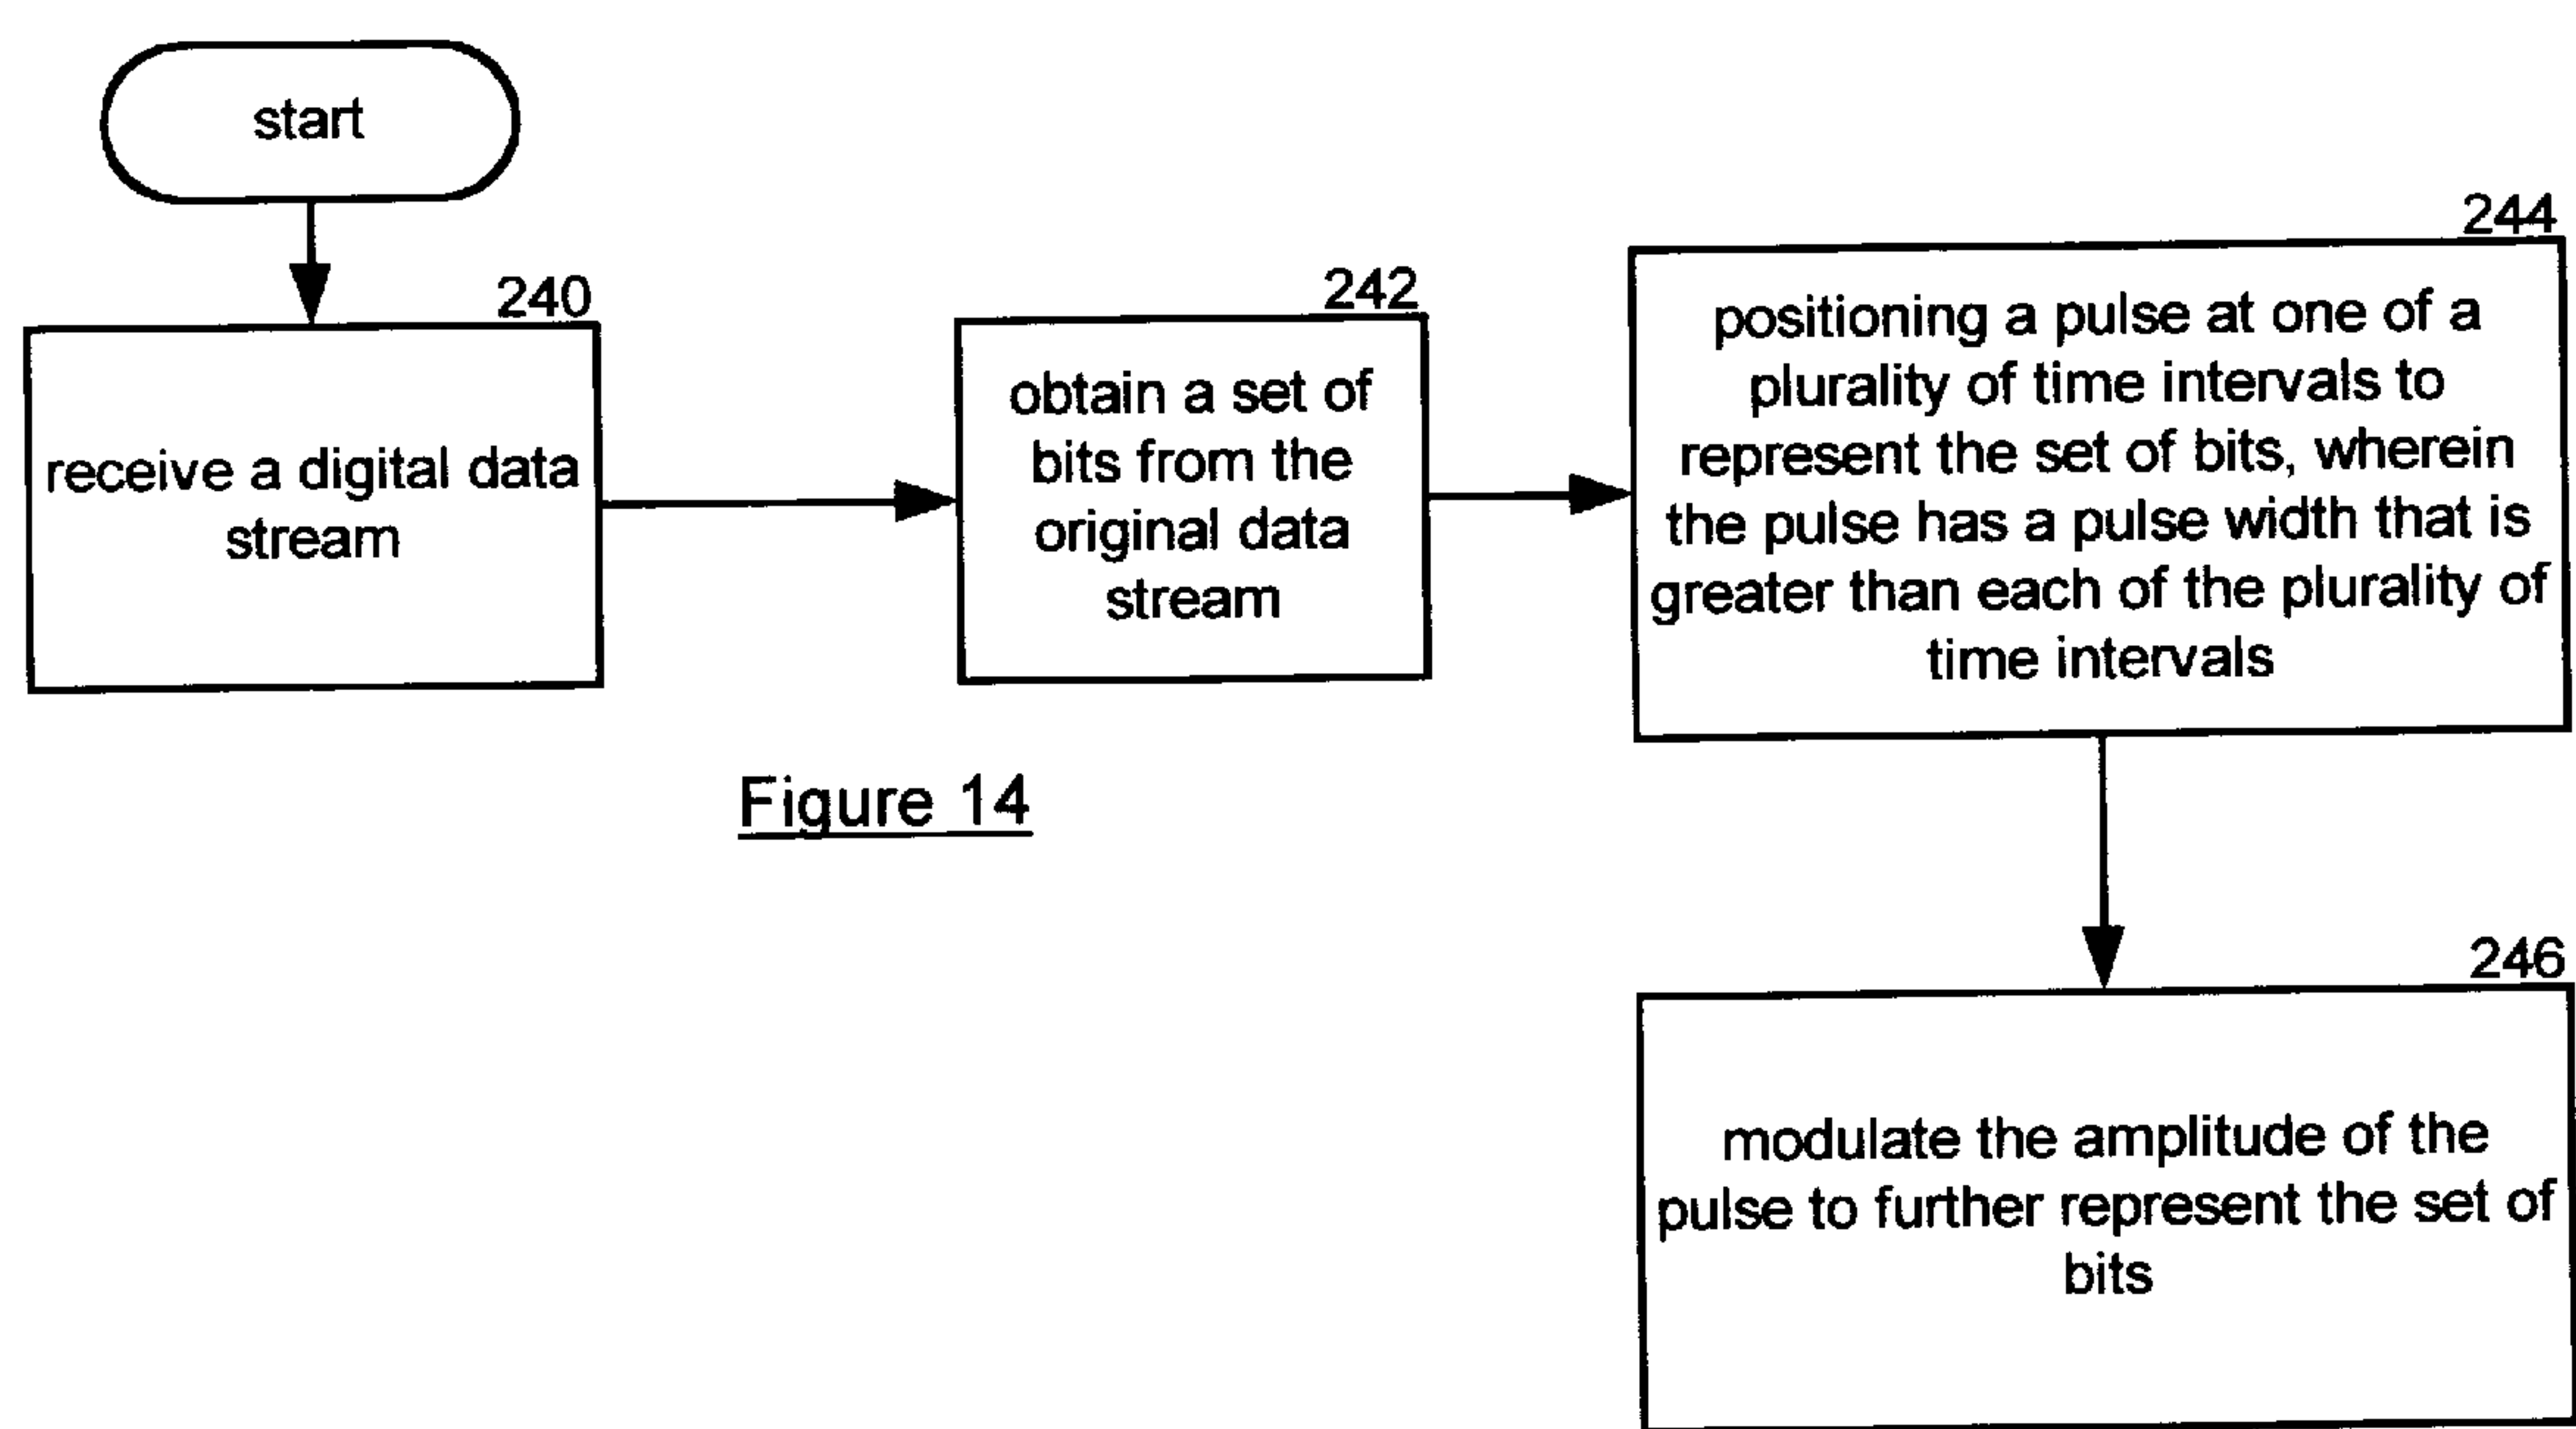 start
240
receive a digital data
stream
242
obtain a set of
bits from the
original data
stream
244
positioning a pulse at one of a
plurality of time intervals to
represent the set of bits, wherein
the pulse has a pulse width that is
greater than each of the plurality of
time intervals
Figure 14
246
modulate the amplitude of the
pulse to further represent the set of
bits